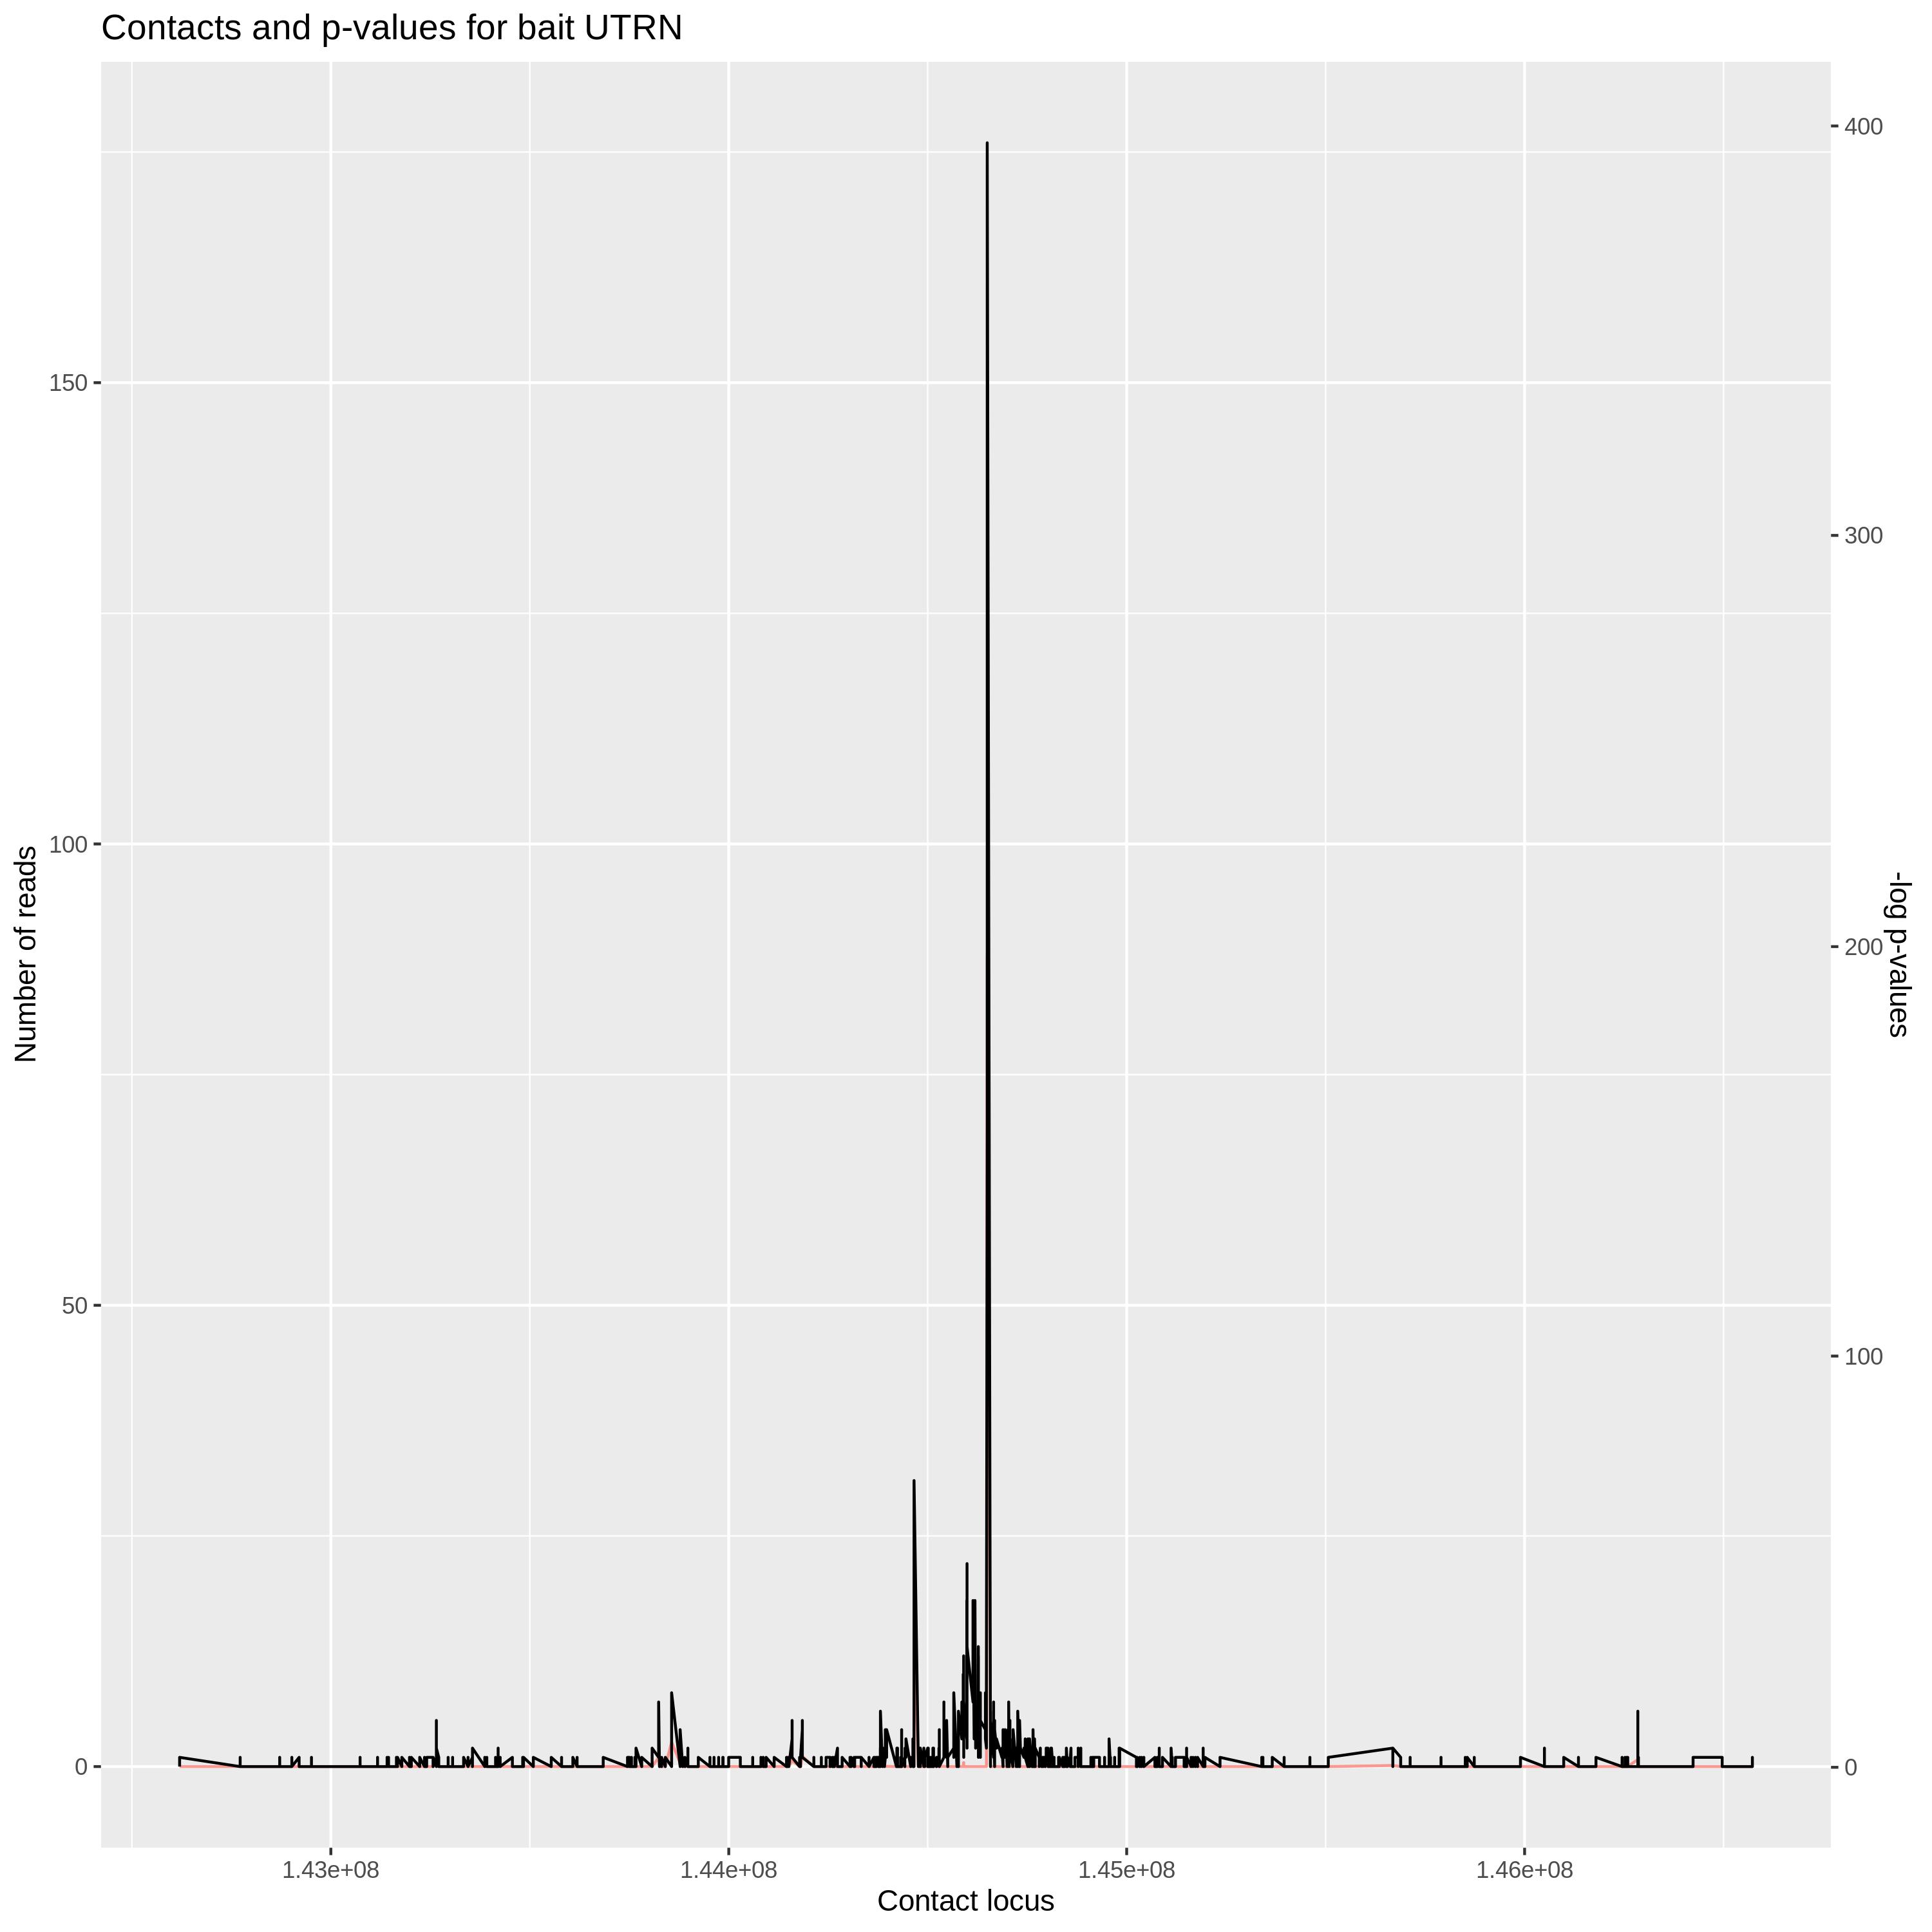 Contacts and p-values for bait UTRN
400
150
300
100
200
50
100
0
0
Number of reads
-log p-values
1.43e+08
1.44e+08
1.45e+08
1.46e+08
Contact locus